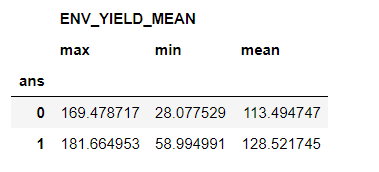 ENV_YIELD_MEAN
max min mean
ans
0 169.478717 28.077529 113.494747
1 181.664953 58.994991 128.521745